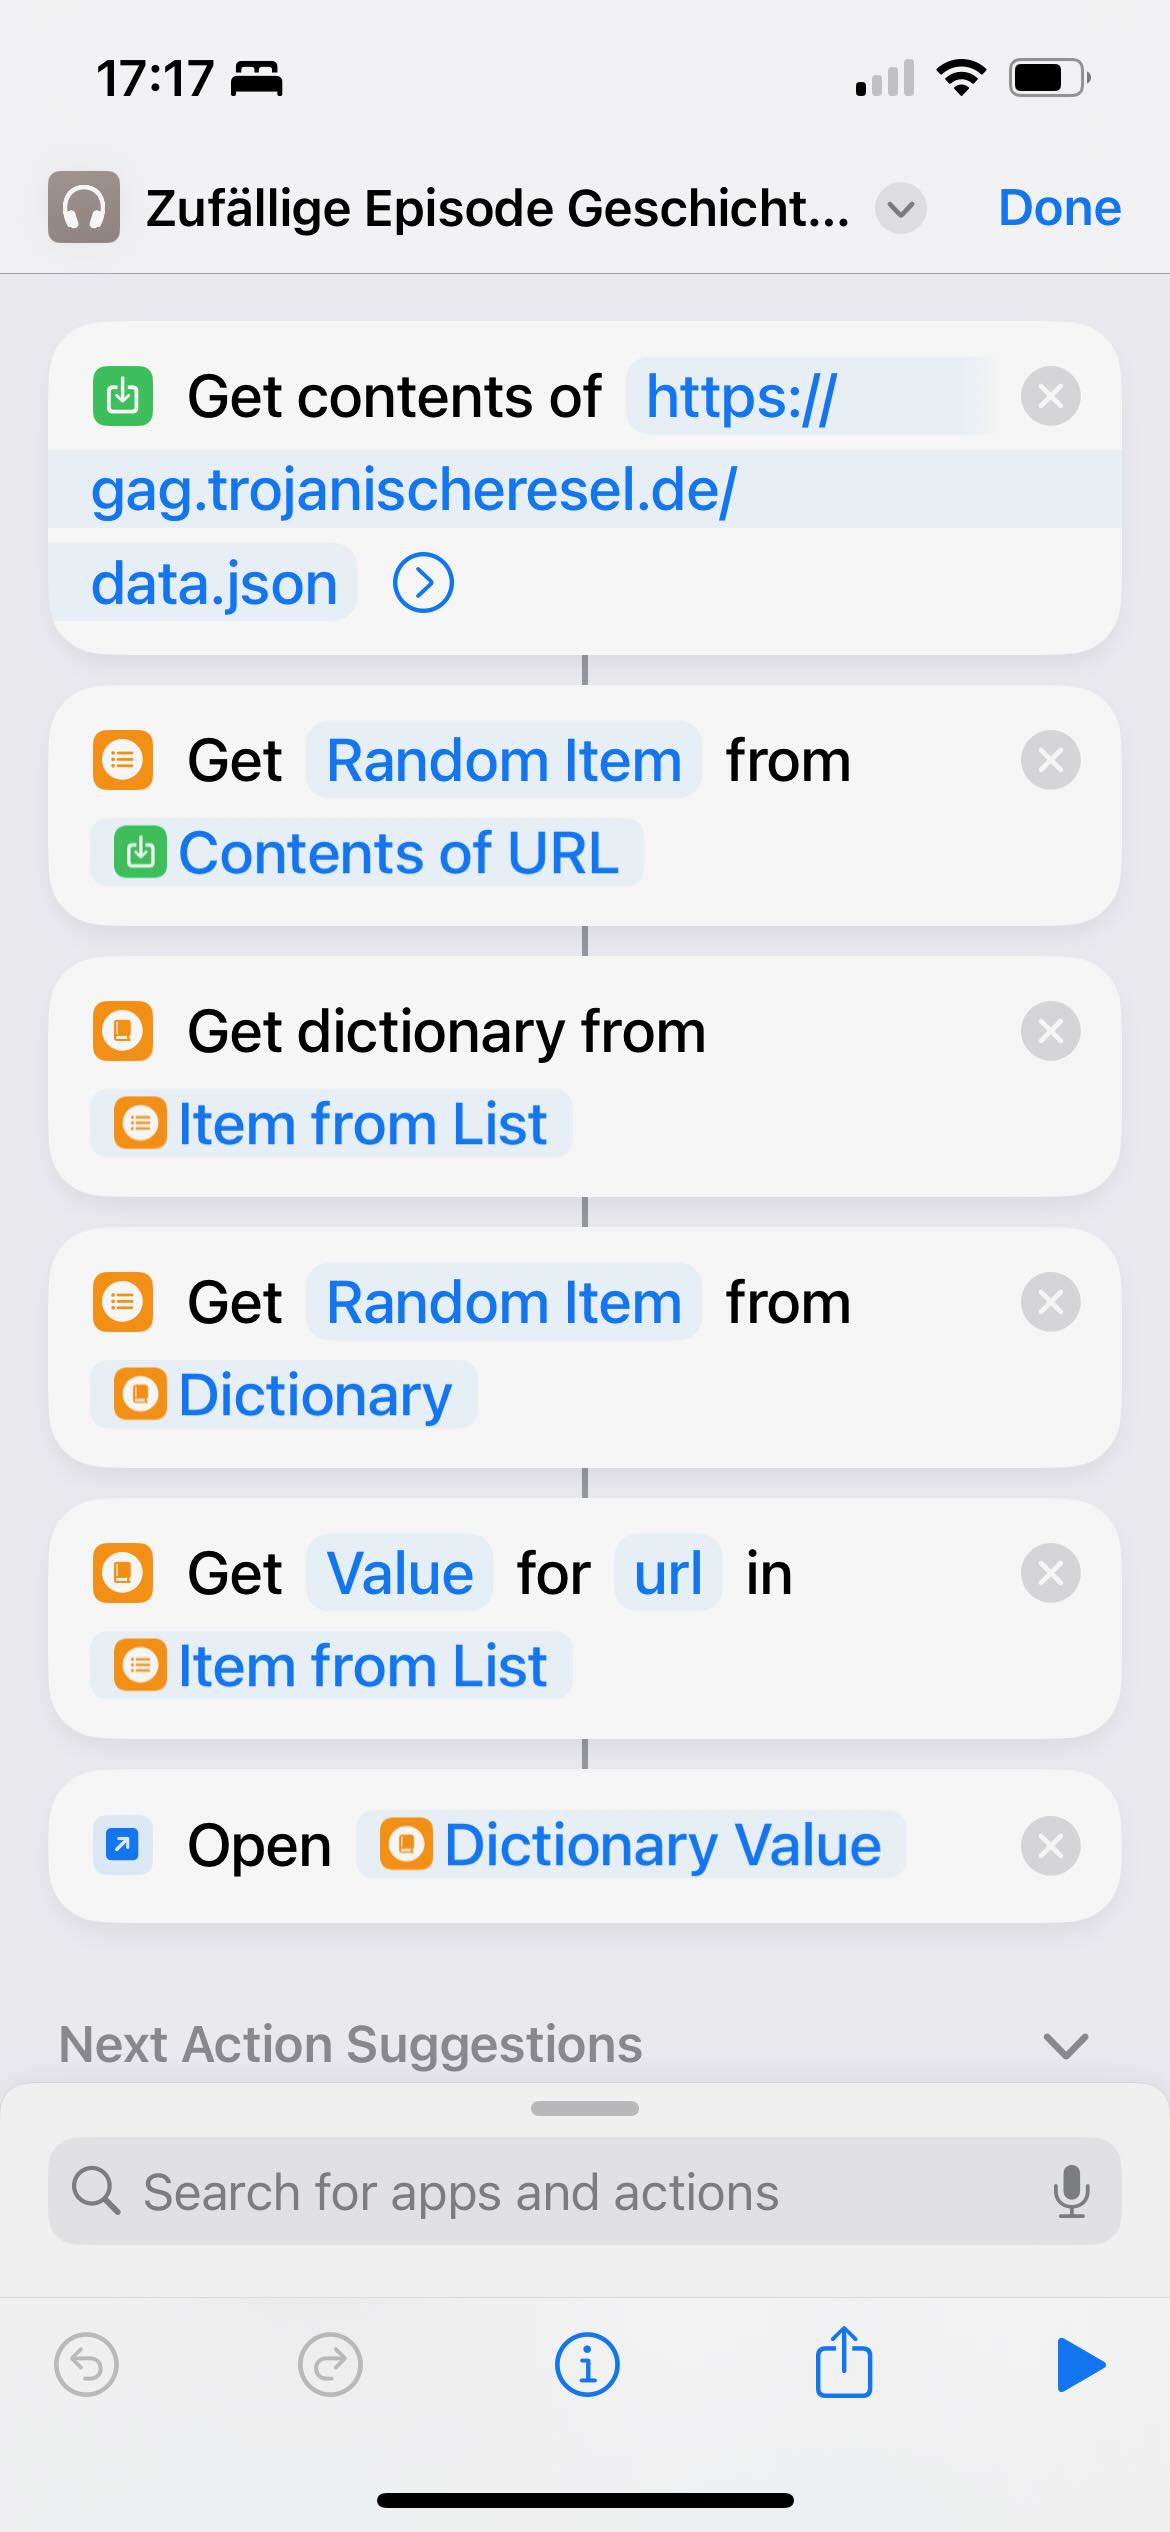 17:17
Zufällige Episode Geschicht...
Done
Get contents of https://
gag.trojanischeresel.de/
data.json
Get Random Item from
Contents of URL
Get dictionary from
Item from List
Get Random Item from
Dictionary
Get Value for url in
Item from List
Open Dictionary Value
Next Action Suggestions
Search for apps and actions